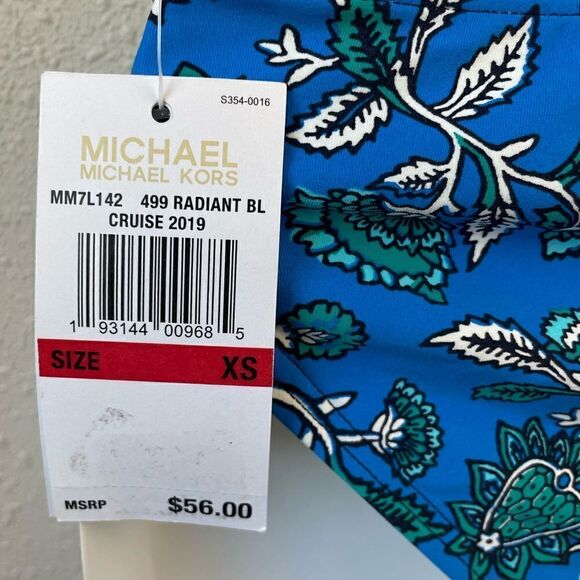 S354-0016
MICHAEL
MICHAEL KORS
MM7L142 499 RADIANT BL
CRUISE 2019
1 93144 00968 5
SIZE XS
MSRP $56.00